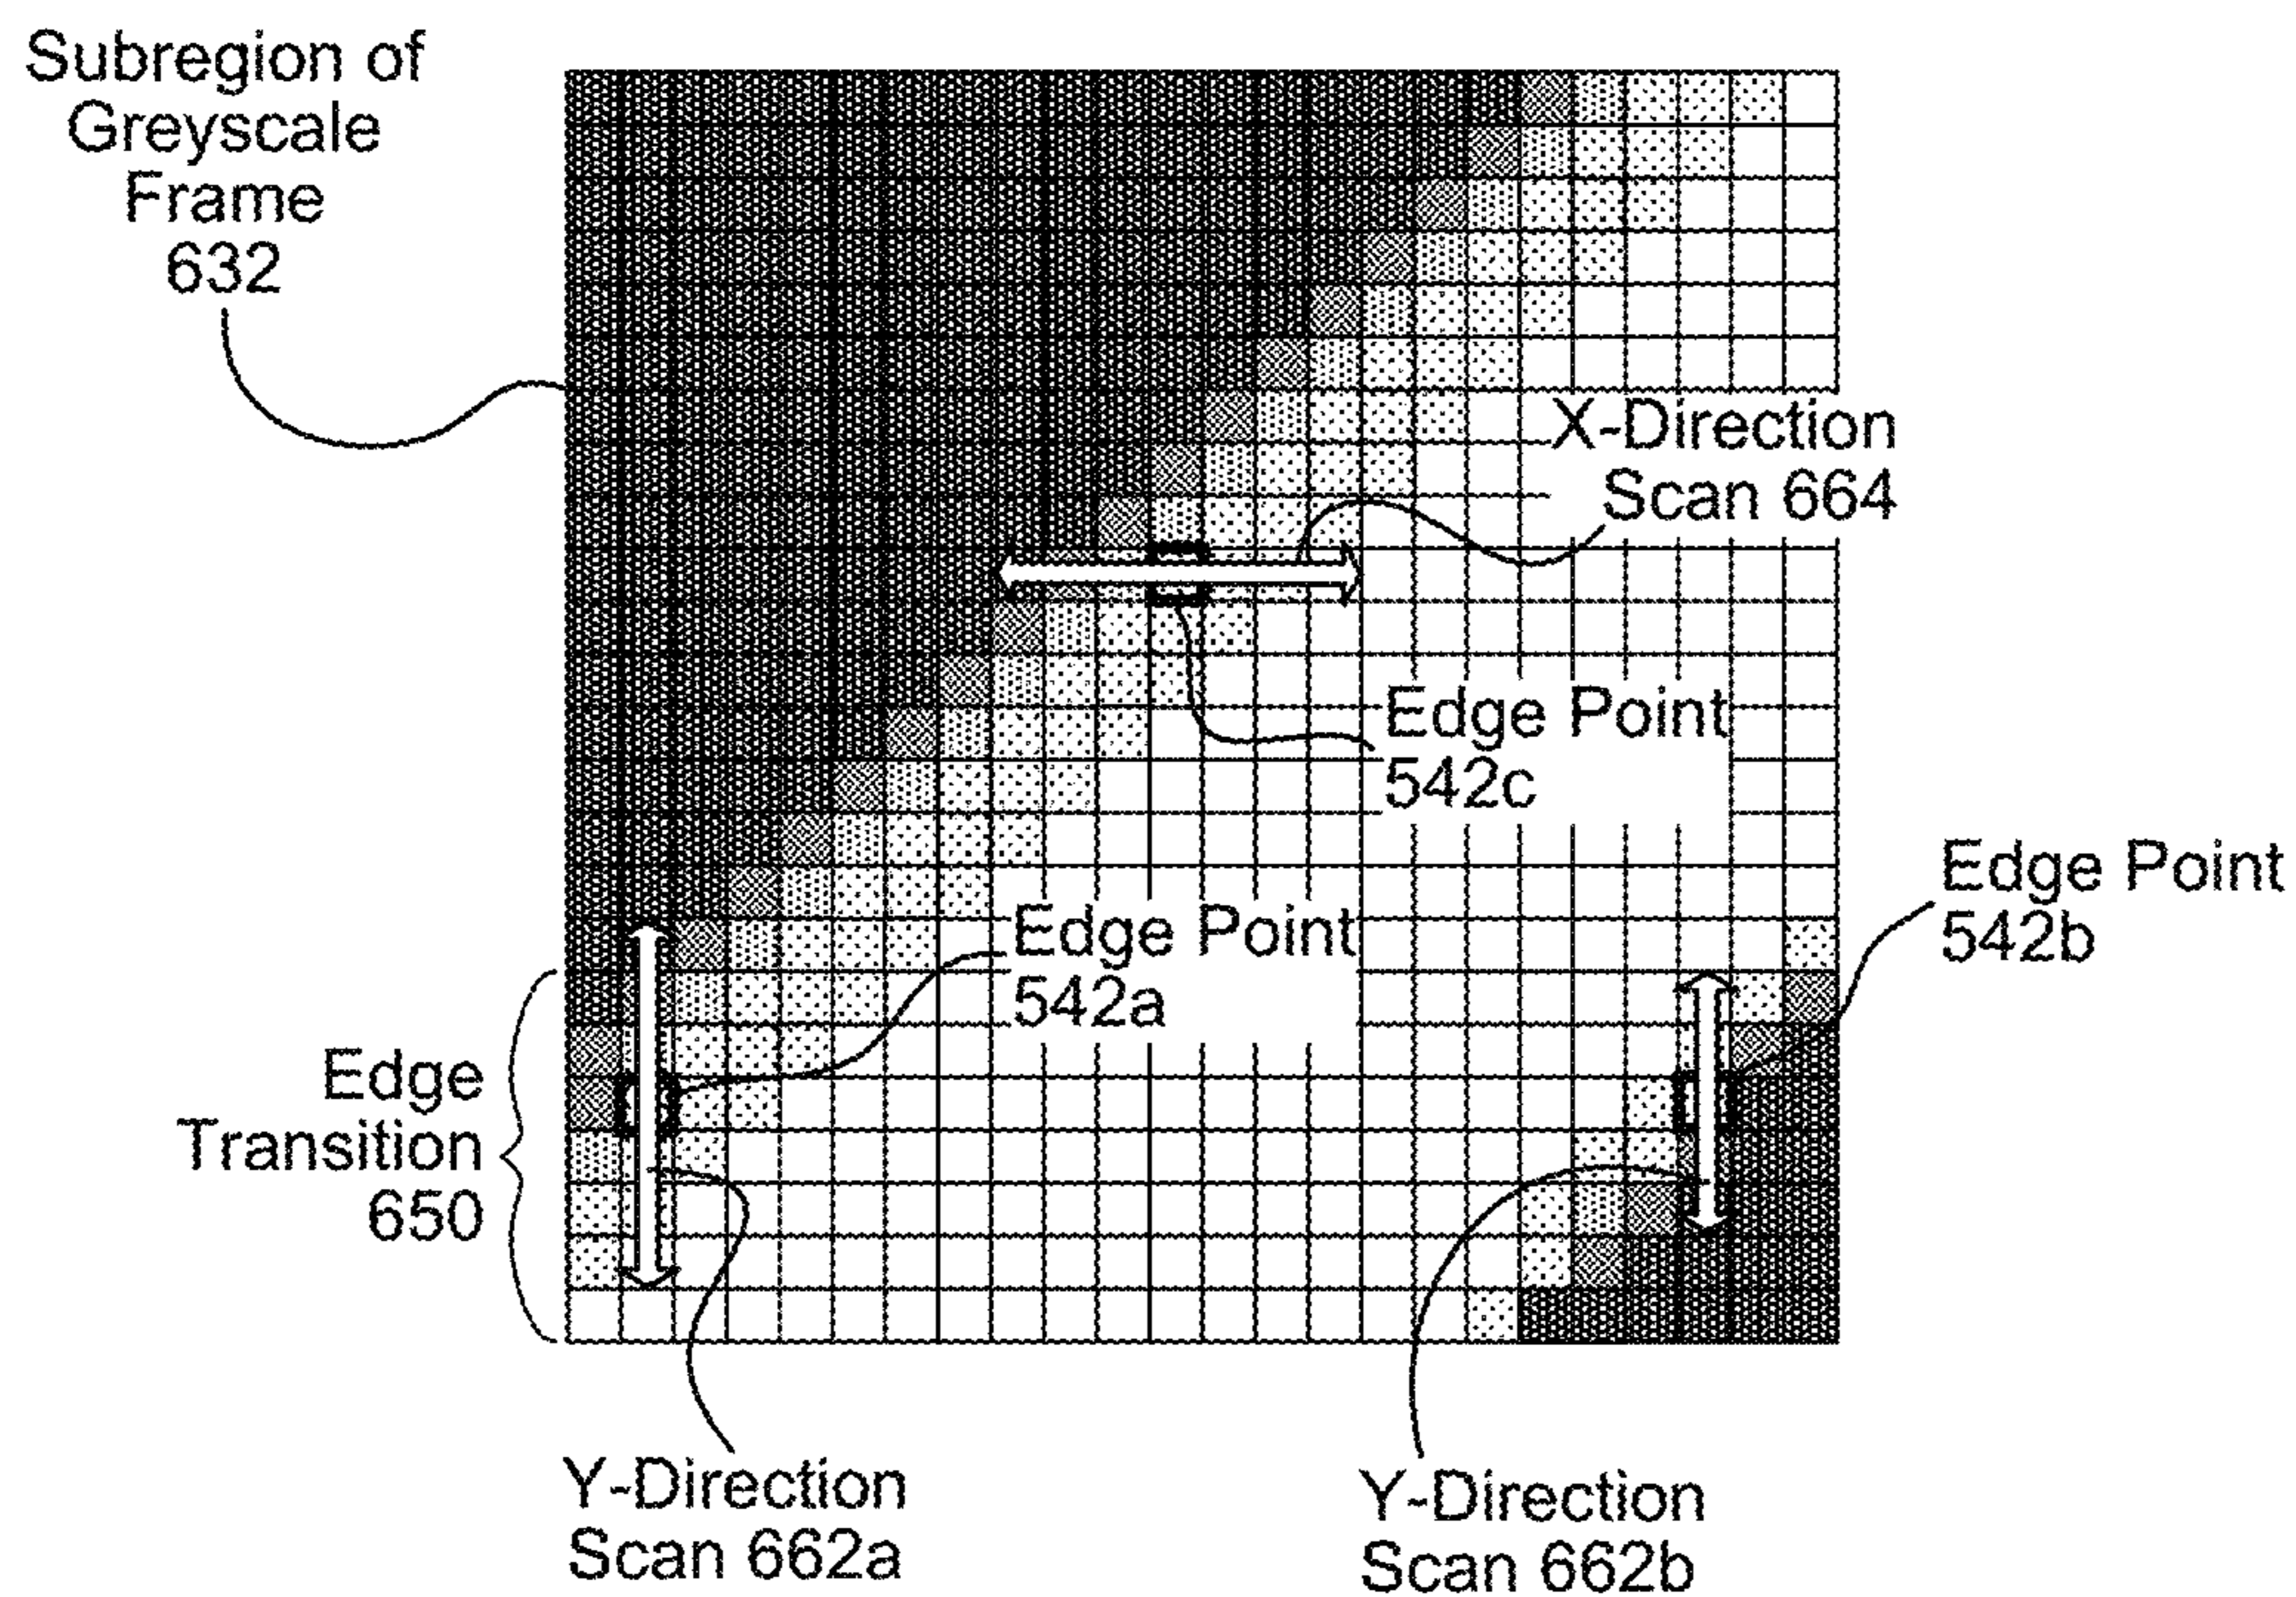 Subregion of
Greyscale
Frame
632
X-Direction
Scan 664
Edge Point
542c
Edge Point
542b
Edge Point
542a
Edge
Transition
650
Y-Direction
Scan 662a
Y-Direction
Scan 662b